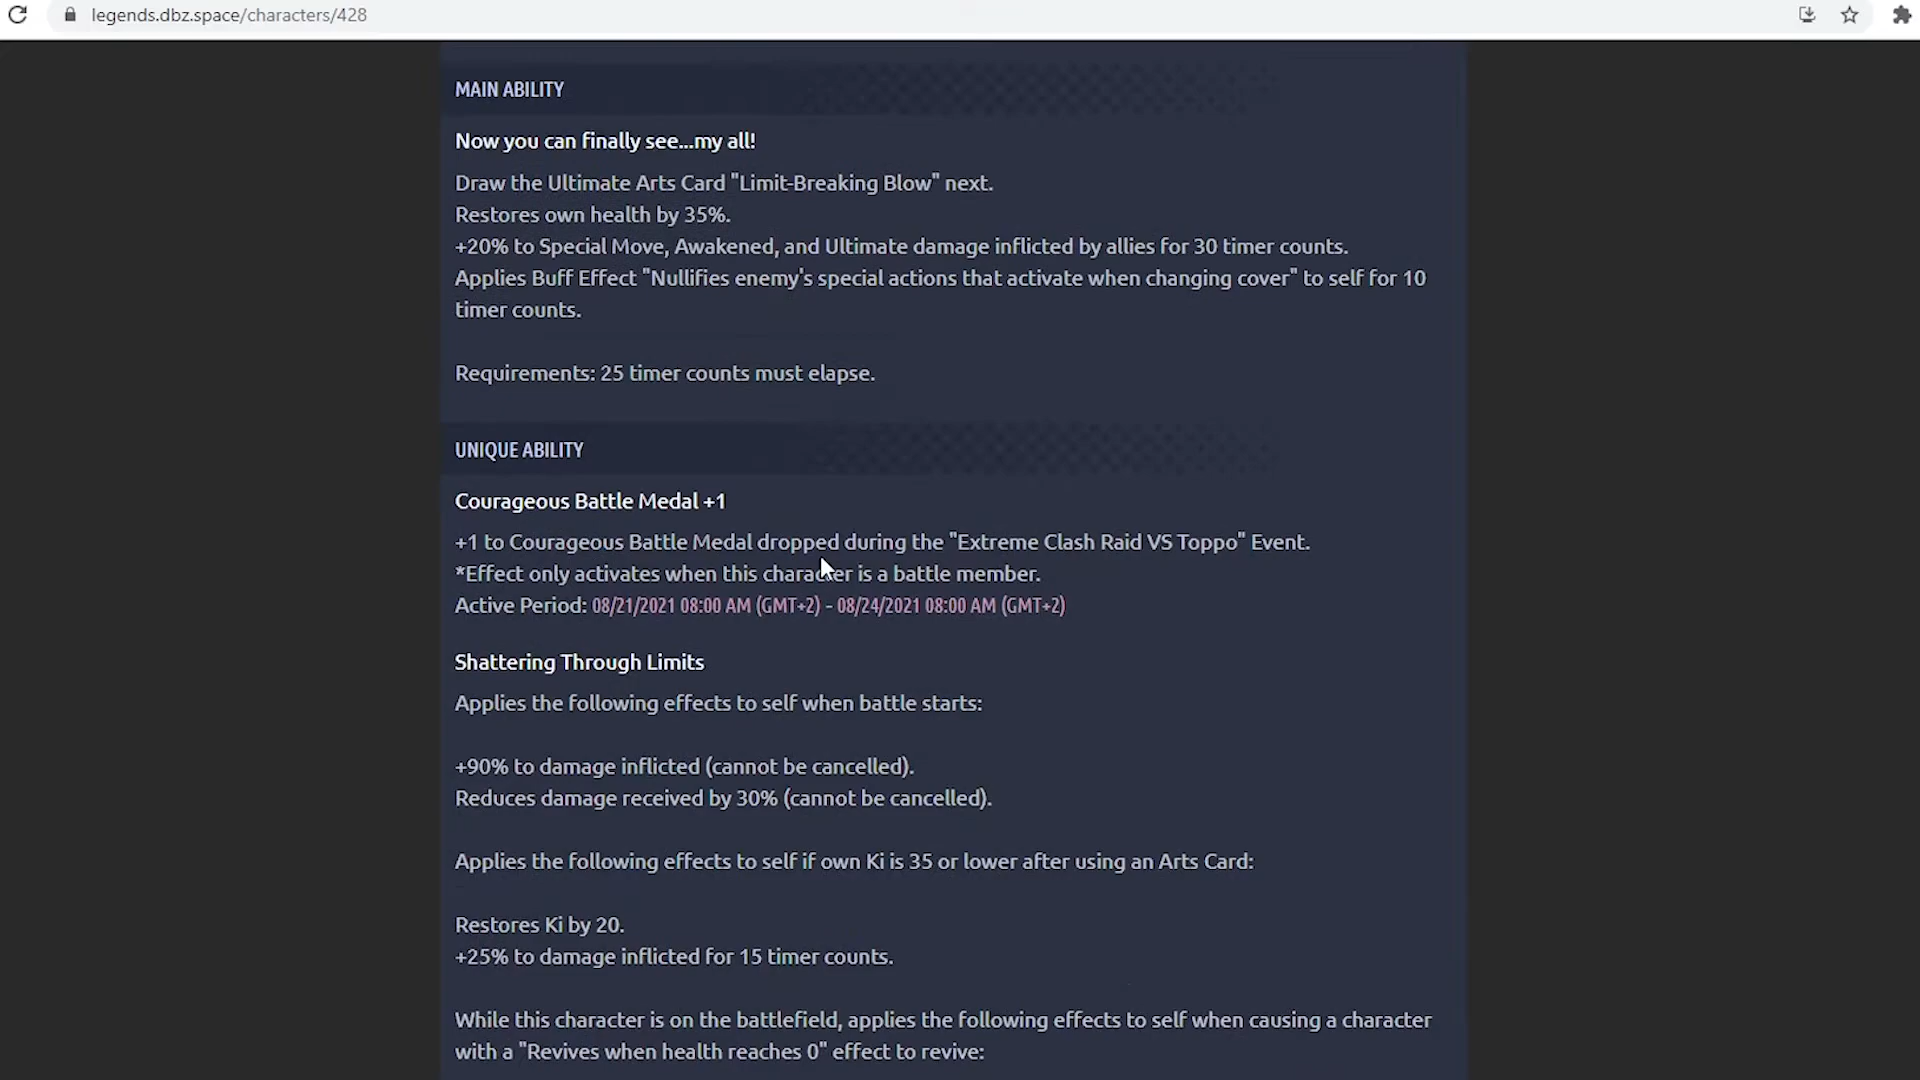 legends.dbz.space/characters/428
MAIN ABILITY
Now you can finally see...my all!
Draw the Ultimate Arts Card "Limit-Breaking Blow" next.
Restores own health by 35%.
+20% to Special Move, Awakened, and Ultimate damage inflicted by allies for 30 timer counts.
Applies Buff Effect "Nullifies enemy's special actions that activate when changing cover" to self for 10
timer counts.
Requirements: 25 timer counts must elapse.
UNIQUE ABILITY
Courageous Battle Medal +1
+1 to Courageous Battle Medal dropped during the "Extreme Clash Raid VS Toppo" Event.
*Effect only activates when this character is a battle member.
Active Period: 08/21/2021 08:00 AM (GMT+2) - 08/24/2021 08:00 AM (GMT+2)
Shattering Through Limits
Applies the following effects to self when battle starts:
+90% to damage inflicted (cannot be cancelled).
Reduces damage received by 30% (cannot be cancelled).
Applies the following effects to self if own Ki is 35 or lower after using an Arts Card:
Restores Ki by 20.
+25% to damage inflicted for 15 timer counts.
While this character is on the battlefield, applies the following effects to self when causing a character
with a "Revives when health reaches 0" effect to revive: